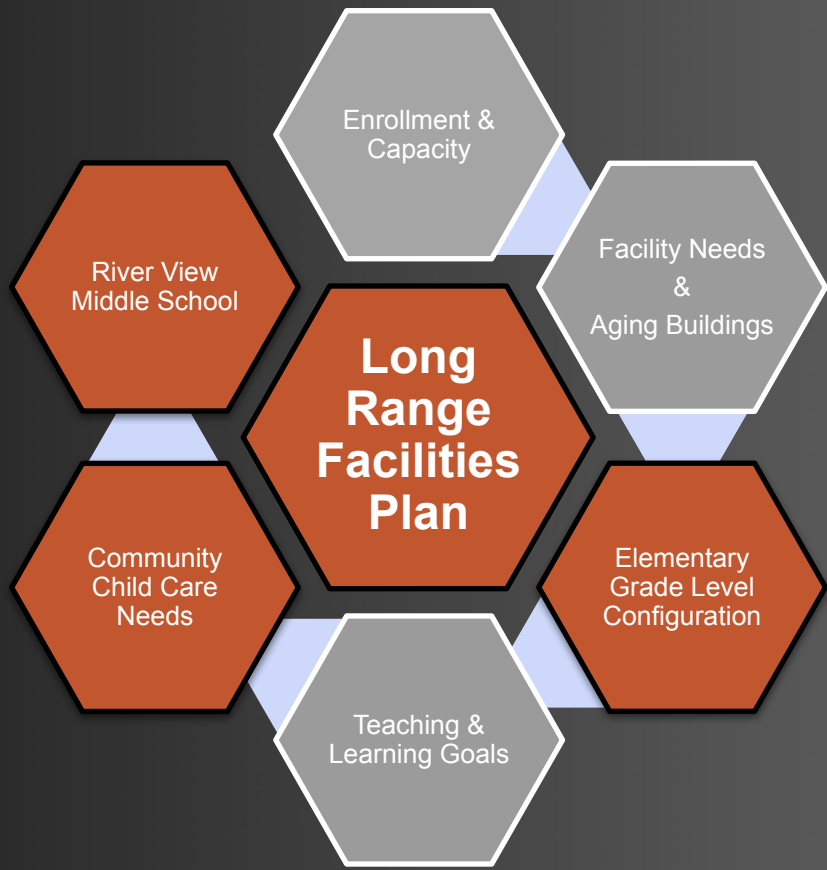 Enrollment &
Capacity
Facility Needs
&
Aging Buildings
River View
Middle School
Long
Range
Facilities
Plan
Community
Child Care
Needs
Elementary
Grade Level
Configuration
Teaching &
Learning Goals